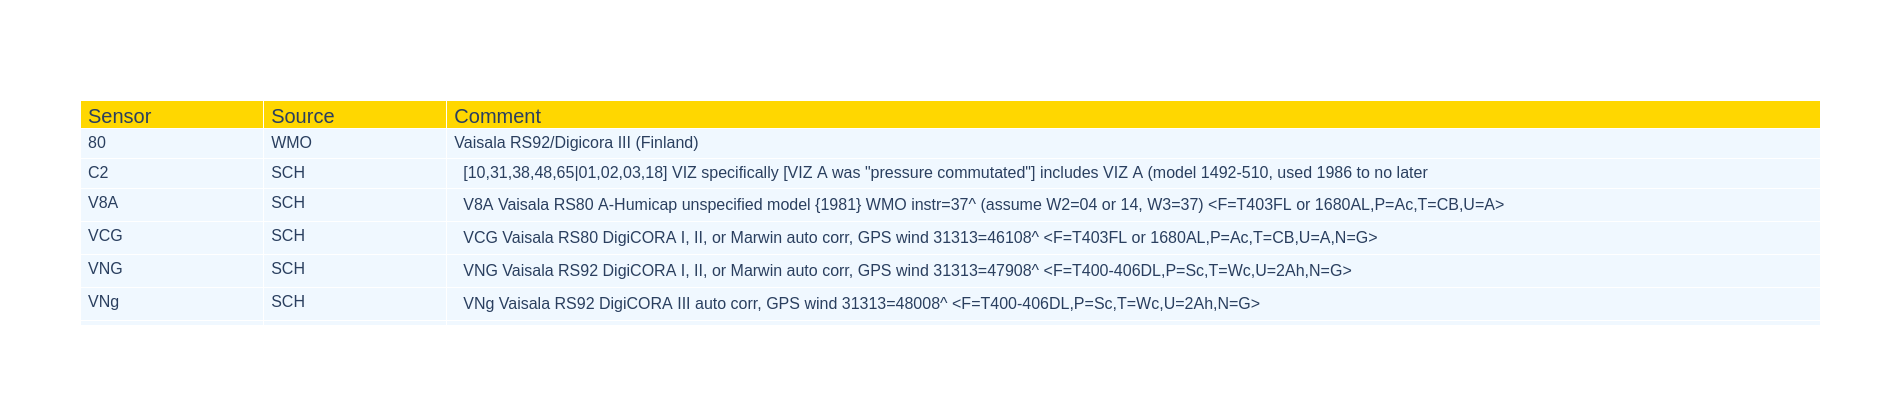 Sensor Source Comment
80 WMO Vaisala RS92/Digicora III (Finland)
C2 SCH [10,31,38,48,65|01,02,03,18] VIZ specifically [VIZ A was "pressure commutated"] includes VIZ A (model 1492-510, used 1986 to no later
V8A SCH V8A Vaisala RS80 A-Humicap unspecified model {1981} WMO instr=37^ (assume W2=04 or 14, W3=37) <F=T403FL or 1680AL,P=Ac,T=CB,U=A>
VCG SCH VCG Vaisala RS80 DigiCORA I, II, or Marwin auto corr, GPS wind 31313=46108^ <F=T403FL or 1680AL,P=Ac,T=CB,U=A,N=G>
VNG SCH VNG Vaisala RS92 DigiCORA I, II, or Marwin auto corr, GPS wind 31313=47908^ <F=T400-406DL,P=Sc,T=Wc,U=2Ah,N=G>
VNg SCH VNg Vaisala RS92 DigiCORA III auto corr, GPS wind 31313=48008^ <F=T400-406DL,P=Sc,T=Wc,U=2Ah,N=G>